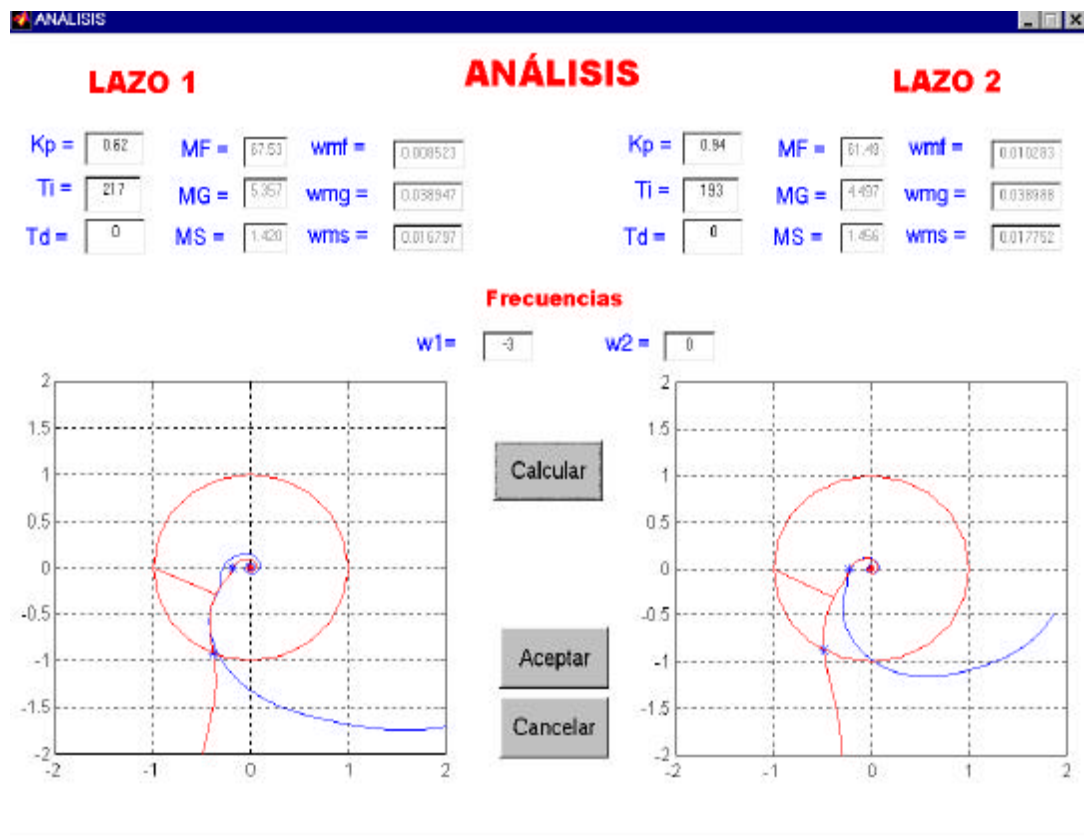 ANÁLISIS
LAZO 1
ANÁLISIS
LAZO 2
Kp = 0.62 MF = 67.53 wmf = 0.008523
Ti = 217 MG = 5.357 wmg = 0.038947
Td = 0 MS = 1.420 wms = 0.016797
Kp = 0.94 MF = 61.49 wmf = 0.010283
Ti = 193 MG = 4.497 wmg = 0.038988
Td = 0 MS = 1.456 wms = 0.017752
Frecuencias
w1= -3 w2 = 0
2
1.5
1
0.5
0
-0.5
-1
-1.5
-2
-2 -1 0 1 2
Calcular
Aceptar
Cancelar
2
1.5
1
0.5
0
-0.5
-1
-1.5
-2
-2 -1 0 1 2